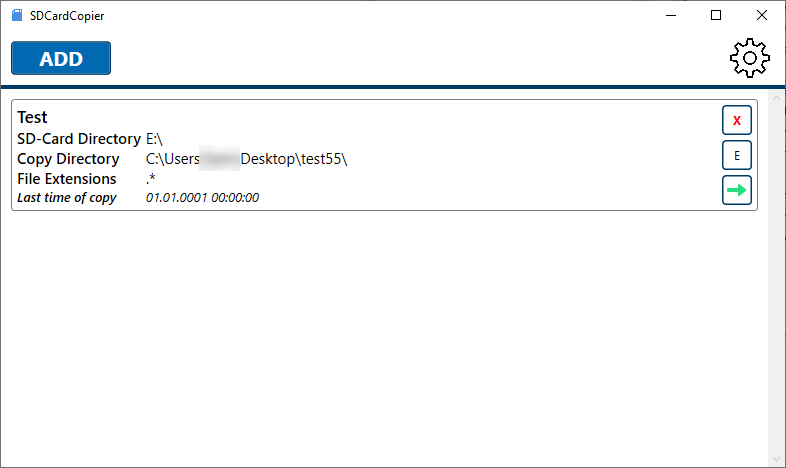 SDCardCopier
ADD
Test
X
SD-Card Directory E:\
Copy Directory C:\Users Desktop\test55\
E
File Extensions .*
Last time of copy 01.01.0001 00:00:00